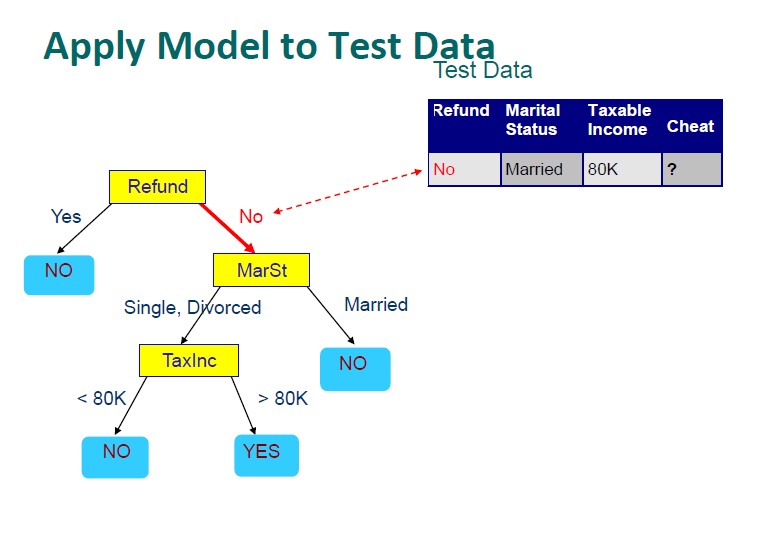 Apply Model to Test Data
Test Data
Refund Marital Status Taxable Income Cheat
No Married 80K ?
Refund
Yes No
NO
MarSt
Single, Divorced Married
TaxInc
NO
< 80K > 80K
NO YES